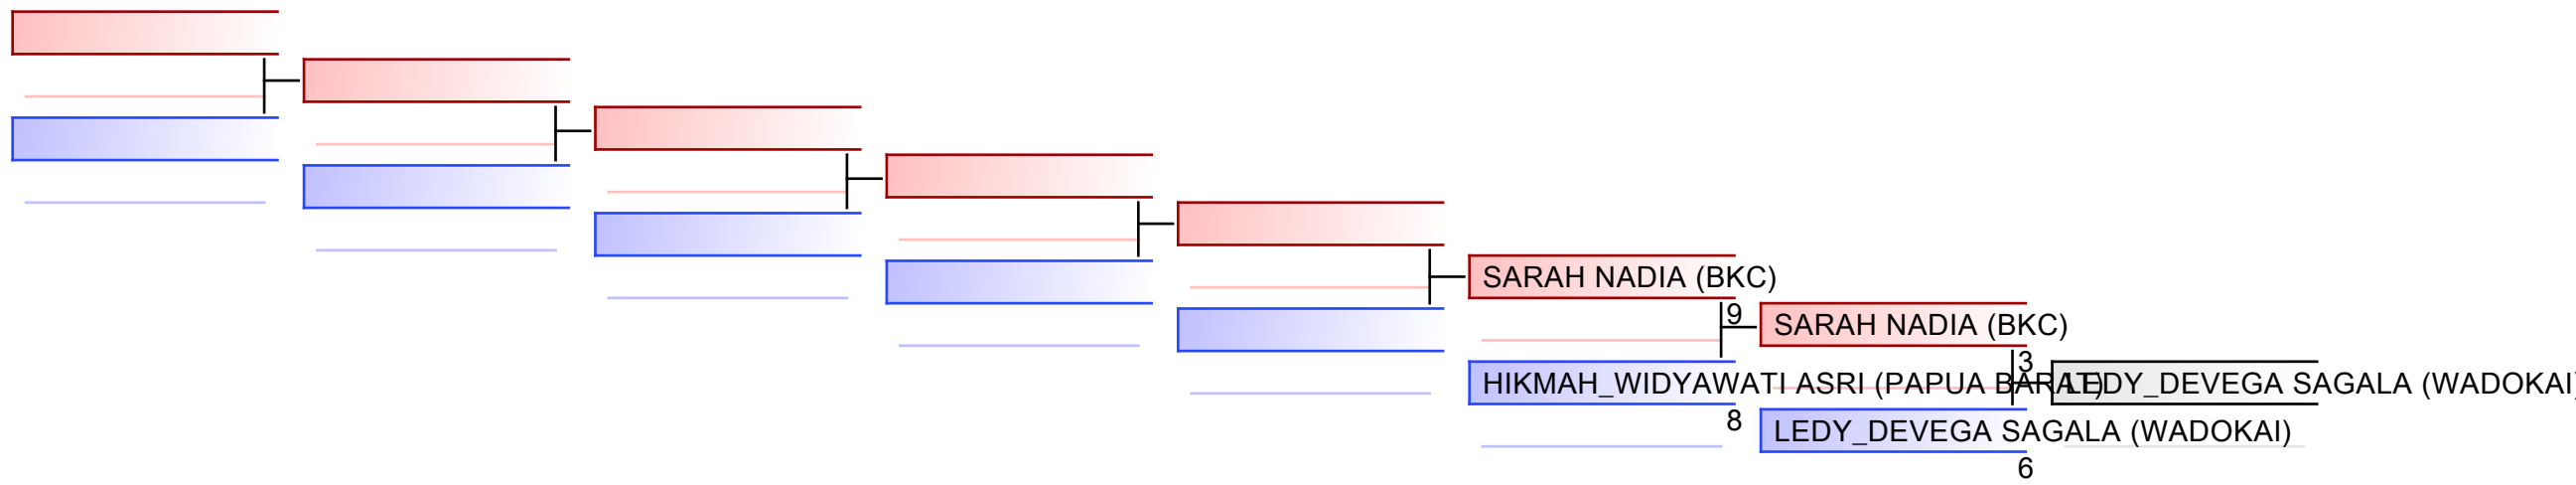 SARAH NADIA (BKC)
9
SARAH NADIA (BKC)
3
HIKMAH_WIDYAWATI ASRI (PAPUA BARAT)
LEDY_DEVEGA SAGALA (WADOKAI)
8
LEDY_DEVEGA SAGALA (WADOKAI)
6